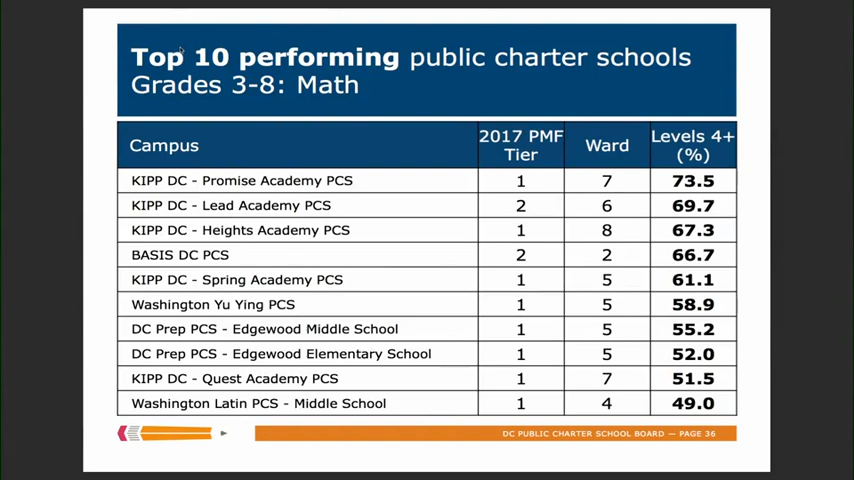 Top 10 performing public charter schools
Grades 3-8: Math
Campus 2017 PMF Tier Ward Levels 4+ (%)
KIPP DC - Promise Academy PCS 1 7 73.5
KIPP DC - Lead Academy PCS 2 6 69.7
KIPP DC - Heights Academy PCS 1 8 67.3
BASIS DC PCS 2 2 66.7
KIPP DC - Spring Academy PCS 1 5 61.1
Washington Yu Ying PCS 1 5 58.9
DC Prep PCS - Edgewood Middle School 1 5 55.2
DC Prep PCS - Edgewood Elementary School 1 5 52.0
KIPP DC - Quest Academy PCS 1 7 51.5
Washington Latin PCS - Middle School 1 4 49.0
DC PUBLIC CHARTER SCHOOL BOARD — PAGE 36